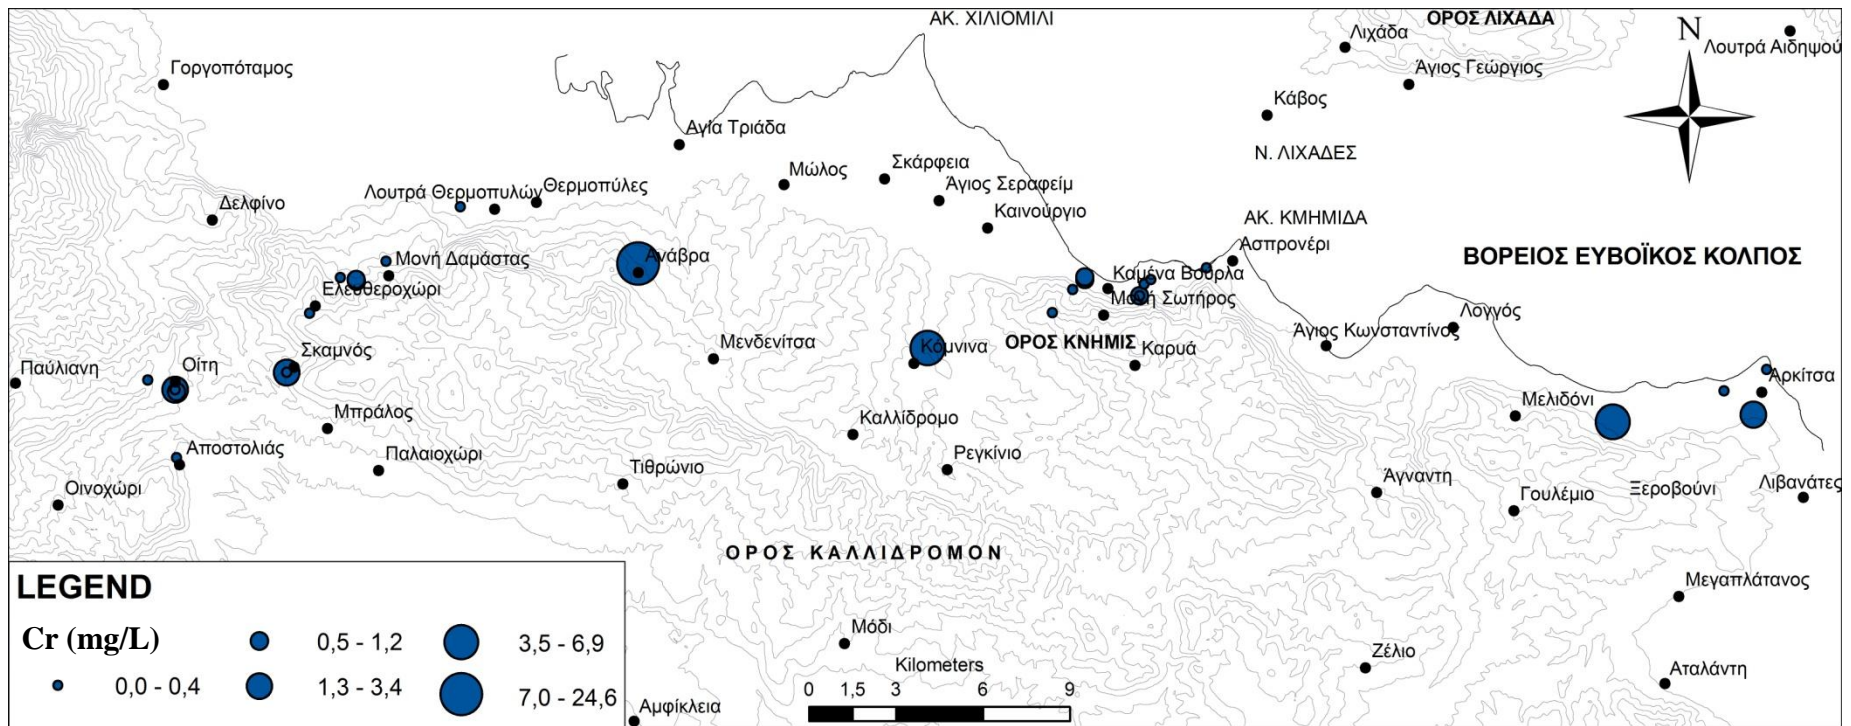 ΑΚ. ΧΙΛΙΟΜΙΛΙ
ΟΡΟΣ ΛΙΧΑΔΑ
Λιχάδα
N
Λουτρά Αιδηψού
Γοργοπόταμος
Άγιος Γεώργιος
Κάβος
Αγία Τριάδα
Ν. ΛΙΧΑΔΕΣ
Μώλος
Σκάρφεια
Λουτρά Θερμοπυλών
Θερμοπύλες
Άγιος Σεραφείμ
Δελφίνο
Καινούργιο
ΑΚ. ΚΜΗΜΙΔΑ
Ασπρονέρι
Μονή Δαμάστας
Ανάβρα
ΒΟΡΕΙΟΣ ΕΥΒΟΪΚΟΣ ΚΟΛΠΟΣ
Καμένα Βούρλα
Ελευθεροχώρι
Μονή Σωτήρος
Λογγός
Άγιος Κωνσταντίνος
Σκαμνός
Μενδενίτσα
Κόμνινα
ΟΡΟΣ ΚΝΗΜΙΣ
Καρυά
Παύλιανη
Οίτη
Αρκίτσα
Μελιδόνι
Μπράλος
Καλλίδρομο
Αποστολιάς
Παλαιοχώρι
Τιθρώνιο
Ρεγκίνιο
Άγναντη
Οινοχώρι
Γουλέμιο
Ξεροβούνι
Λιβανάτες
ΟΡΟΣ ΚΑΛΛΙΔΡΟΜΟΝ
Μεγαπλάτανος
Μόδι
Ζέλιο
Αταλάντη
Αμφίκλεια
Kilometers
0 1,5 3 6 9
LEGEND
Cr (mg/L)
0,0 - 0,4
0,5 - 1,2
1,3 - 3,4
3,5 - 6,9
7,0 - 24,6